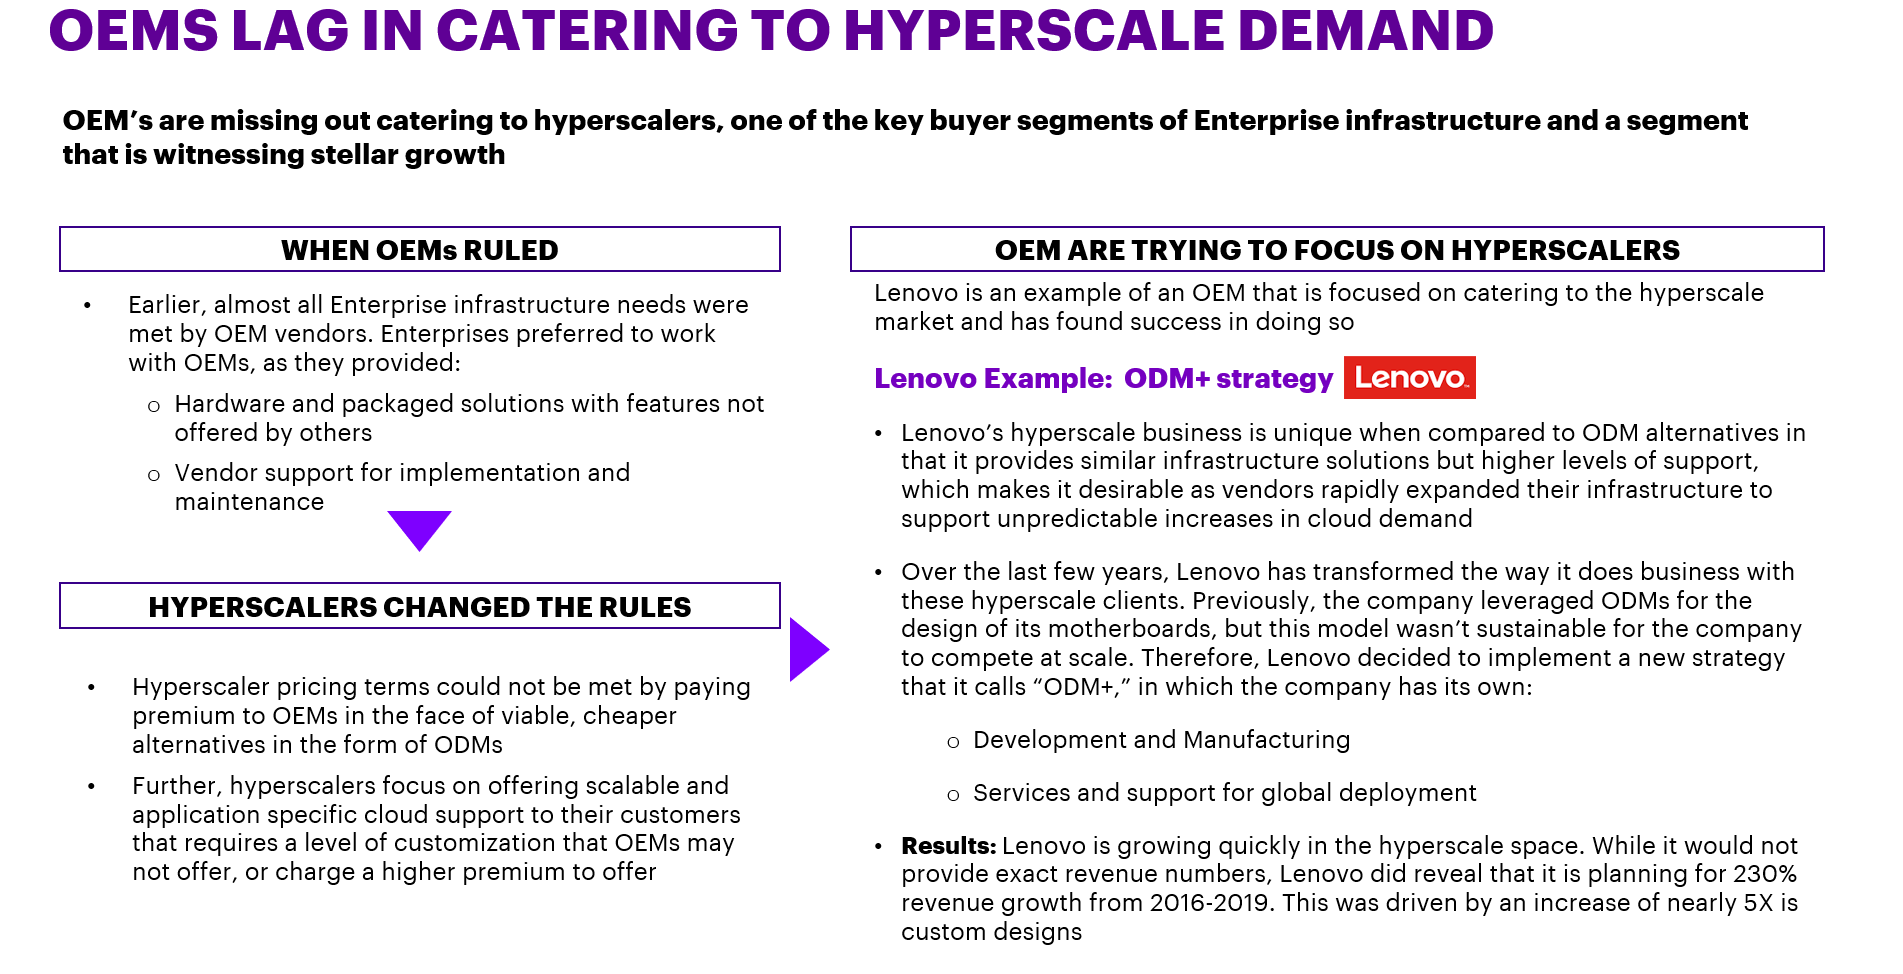 OEMS LAG IN CATERING TO HYPERSCALE DEMAND
OEM’s are missing out catering to hyperscalers, one of the key buyer segments of Enterprise infrastructure and a segment
that is witnessing stellar growth
WHEN OEMs RULED
• Earlier, almost all Enterprise infrastructure needs were
met by OEM vendors. Enterprises preferred to work
with OEMs, as they provided:
o Hardware and packaged solutions with features not
offered by others
o Vendor support for implementation and
maintenance
HYPERSCALERS CHANGED THE RULES
• Hyperscaler pricing terms could not be met by paying
premium to OEMs in the face of viable, cheaper
alternatives in the form of ODMs
• Further, hyperscalers focus on offering scalable and
application specific cloud support to their customers
that requires a level of customization that OEMs may
not offer, or charge a higher premium to offer
OEM ARE TRYING TO FOCUS ON HYPERSCALERS
Lenovo is an example of an OEM that is focused on catering to the hyperscale
market and has found success in doing so
Lenovo Example: ODM+ strategy Lenovo™
• Lenovo’s hyperscale business is unique when compared to ODM alternatives in
that it provides similar infrastructure solutions but higher levels of support,
which makes it desirable as vendors rapidly expanded their infrastructure to
support unpredictable increases in cloud demand
• Over the last few years, Lenovo has transformed the way it does business with
these hyperscale clients. Previously, the company leveraged ODMs for the
design of its motherboards, but this model wasn’t sustainable for the company
to compete at scale. Therefore, Lenovo decided to implement a new strategy
that it calls “ODM+,” in which the company has its own:
o Development and Manufacturing
o Services and support for global deployment
• Results: Lenovo is growing quickly in the hyperscale space. While it would not
provide exact revenue numbers, Lenovo did reveal that it is planning for 230%
revenue growth from 2016-2019. This was driven by an increase of nearly 5X is
custom designs